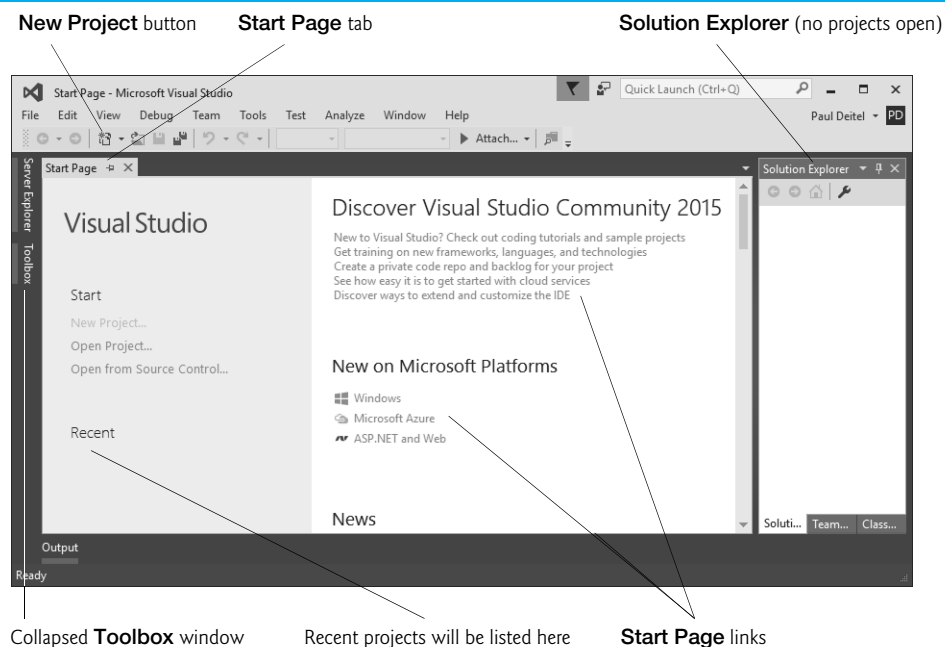 New Project button
Start Page tab
Solution Explorer (no projects open)
Start Page - Microsoft Visual Studio
Quick Launch (Ctrl+Q)
File Edit View Debug Team Tools Test Analyze Window Help
Paul Deitel PD
Attach...
Server Explorer
Toolbox
Start Page
Solution Explorer
Visual Studio
Start
New Project...
Open Project...
Open from Source Control...
Recent
Discover Visual Studio Community 2015
New to Visual Studio? Check out coding tutorials and sample projects
Get training on new frameworks, languages, and technologies
Create a private code repo and backlog for your project
See how easy it is to get started with cloud services
Discover ways to extend and customize the IDE
New on Microsoft Platforms
Windows
Microsoft Azure
ASP.NET and Web
News
Soluti... Team... Class...
Output
Ready
Collapsed Toolbox window
Recent projects will be listed here
Start Page links